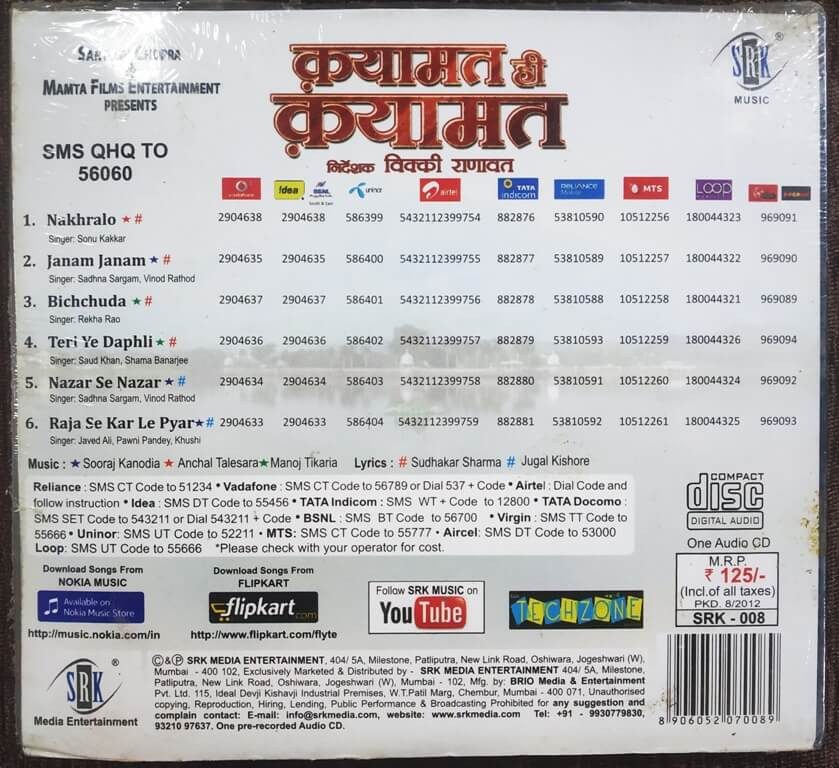 CHOPRA
&
MAMTA FILMS ENTERTAINMENT
PRESENTS
क़यामत ही
क़यामत
निर्देशक विक्की राणावत
SRK ®
MUSIC
SMS QHQ TO
56060
vodafone Idea BSNL South & East uninor airtel TATA indicom RELIANCE Mobile MTS LOOP
1. Nakhralo ★ # 2904638 2904638 586399 5432112399754 882876 53810590 10512256 180044323 969091
Singer: Sonu Kakkar
2. Janam Janam ★ # 2904635 2904635 586400 5432112399755 882877 53810589 10512257 180044322 969090
Singer: Sadhna Sargam, Vinod Rathod
3. Bichchuda ★ # 2904637 2904637 586401 5432112399756 882878 53810588 10512258 180044321 969089
Singer: Rekha Rao
4. Teri Ye Daphli ★ # 2904636 2904636 586402 5432112399757 882879 53810593 10512259 180044326 969094
Singer: Saud Khan, Shama Banarjee
5. Nazar Se Nazar ★ # 2904634 2904634 586403 5432112399758 882880 53810591 10512260 180044324 969092
Singer: Sadhna Sargam, Vinod Rathod
6. Raja Se Kar Le Pyar ★ # 2904633 2904633 586404 5432112399759 882881 53810592 10512261 180044325 969093
Singer: Javed Ali, Pawni Pandey, Khushi
Music : ★ Sooraj Kanodia ★ Anchal Talesara ★ Manoj Tikaria Lyrics : # Sudhakar Sharma # Jugal Kishore
Reliance : SMS CT Code to 51234 • Vadafone : SMS CT Code to 56789 or Dial 537 + Code • Airtel : Dial Code and
follow instruction • Idea : SMS DT Code to 55456 • TATA Indicom : SMS WT + Code to 12800 • TATA Docomo :
SMS SET Code to 543211 or Dial 543211 + Code • BSNL : SMS BT Code to 56700 • Virgin : SMS TT Code to
55666 • Uninor: SMS UT Code to 52211 • MTS: SMS CT Code to 55777 • Aircel: SMS DT Code to 53000
Loop: SMS UT Code to 55666 *Please check with your operator for cost.
COMPACT
disc
DIGITAL AUDIO
One Audio CD
M.R.P.
₹ 125/-
(Incl.of all taxes)
PKD. 8/2012
SRK - 008
Download Songs From
NOKIA MUSIC
Available on
Nokia Music Store
http://music.nokia.com/in
Download Songs From
FLIPKART
flipkart.com
http://www.flipkart.com/flyte
Follow SRK MUSIC on
YouTube
TECHZONE
SRK ®
Media Entertainment
©&℗ SRK MEDIA ENTERTAINMENT, 404/ 5A, Milestone, Patliputra, New Link Road, Oshiwara, Jogeshwari (W),
Mumbai - 400 102, Exclusively Marketed & Distributed by - SRK MEDIA ENTERTAINMENT 404/ 5A, Milestone,
Patliputra, New Link Road, Oshiwara, Jogeshwari (W), Mumbai - 102, Mfg. by: BRIO Media & Entertainment
Pvt. Ltd. 115, Ideal Devji Kishavji Industrial Premises, W.T.Patil Marg, Chembur, Mumbai - 400 071, Unauthorised
copying, Reproduction, Hiring, Lending, Public Performance & Broadcasting Prohibited for any suggestion and
complain contact: E-mail: info@srkmedia.com, website: www.srkmedia.com Tel: +91 - 9930779830,
93210 97637. One pre-recorded Audio CD.
8 906052 070089